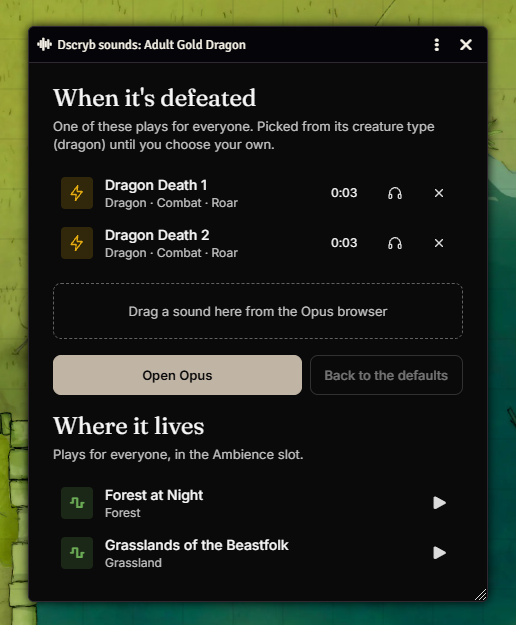 Dscryb sounds: Adult Gold Dragon
When it's defeated
One of these plays for everyone. Picked from its creature type
(dragon) until you choose your own.
Dragon Death 1
0:03
Dragon · Combat · Roar
Dragon Death 2
0:03
Dragon · Combat · Roar
Drag a sound here from the Opus browser
Open Opus
Back to the defaults
Where it lives
Plays for everyone, in the Ambience slot.
Forest at Night
Forest
Grasslands of the Beastfolk
Grassland